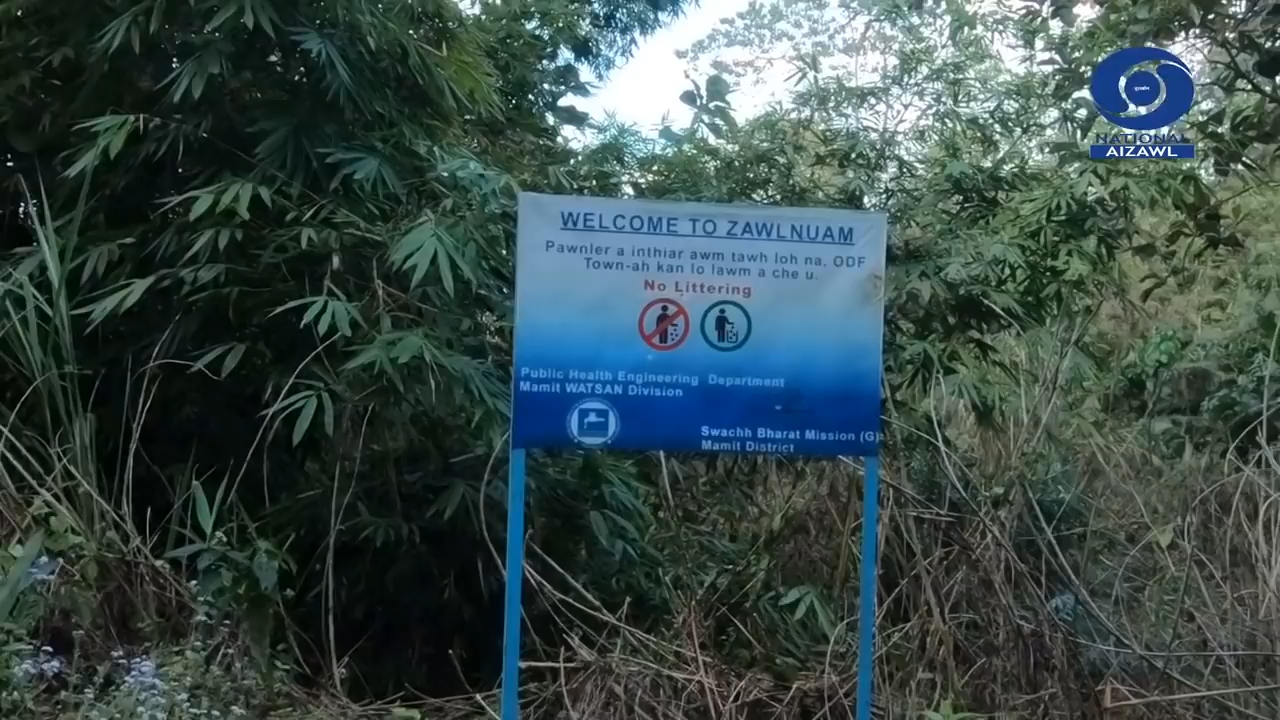 NATIONAL
AIZAWL
WELCOME TO ZAWLNUAM
Pawnler a inthiar awm tawh loh na, ODF
Town-ah kan lo lawm a che u.
No Littering
Public Health Engineering Department
Mamit WATSAN Division
Swachh Bharat Mission (G)
Mamit District